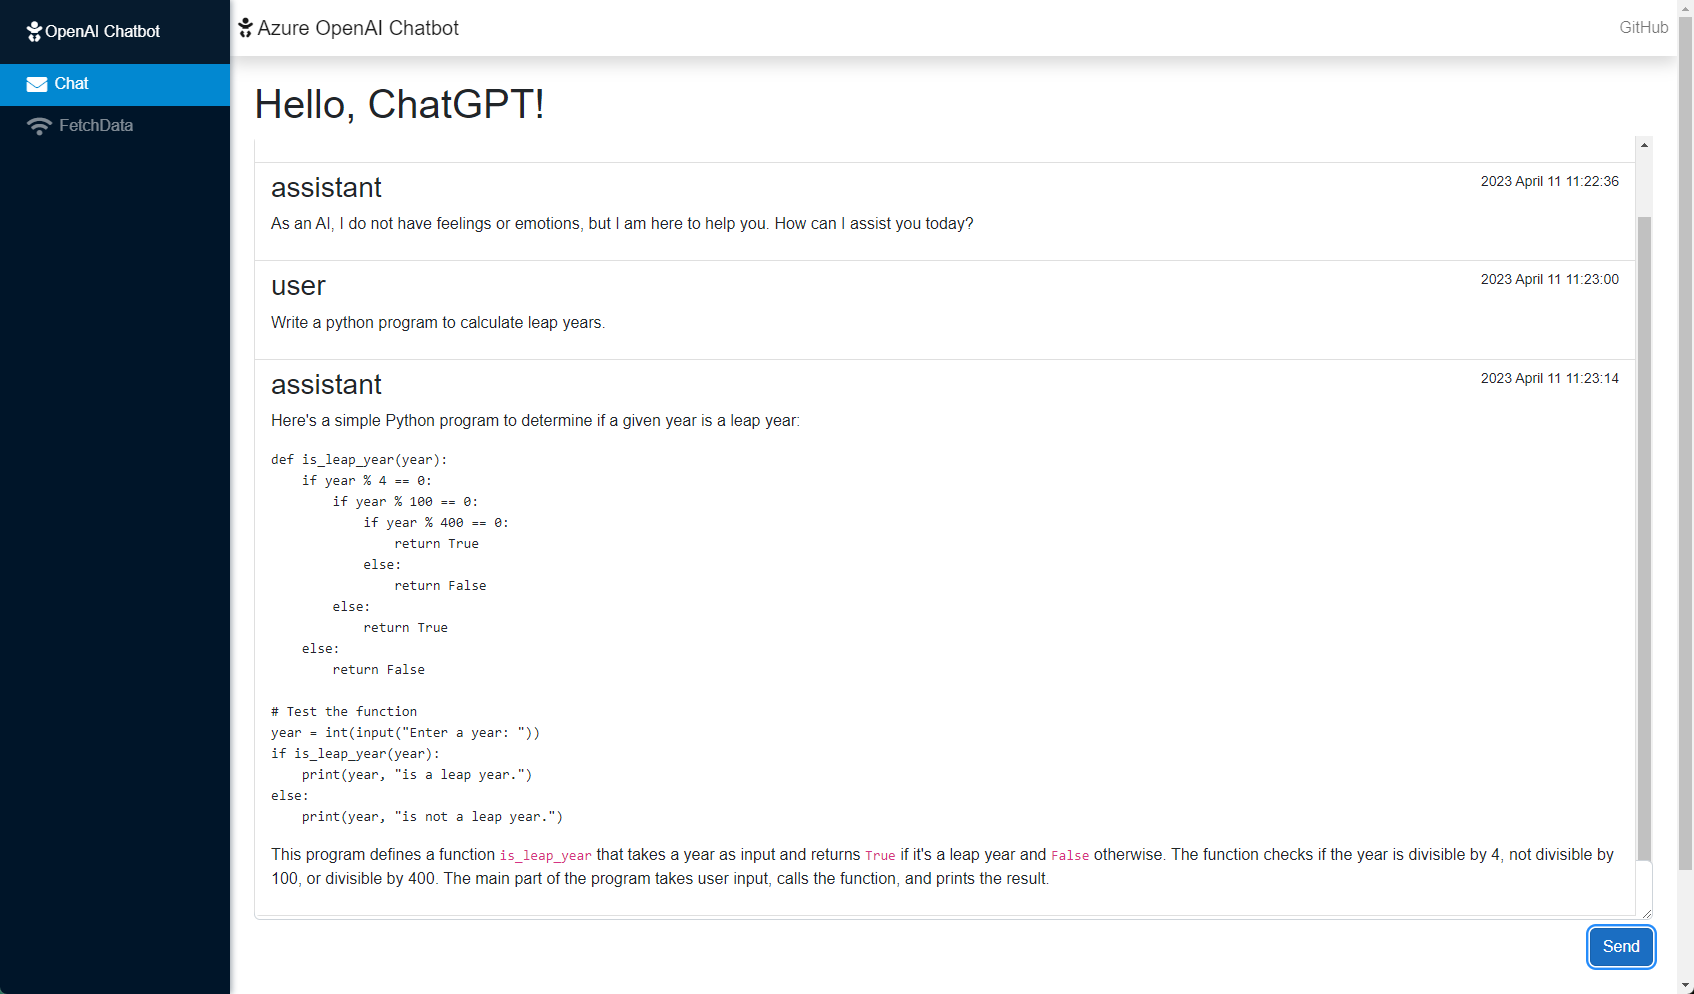 OpenAI Chatbot
Chat
FetchData
Azure OpenAI Chatbot
GitHub
Hello, ChatGPT!
assistant
2023 April 11 11:22:36
As an AI, I do not have feelings or emotions, but I am here to help you. How can I assist you today?
user
2023 April 11 11:23:00
Write a python program to calculate leap years.
assistant
2023 April 11 11:23:14
Here's a simple Python program to determine if a given year is a leap year:
def is_leap_year(year):
    if year % 4 == 0:
        if year % 100 == 0:
            if year % 400 == 0:
                return True
            else:
                return False
        else:
            return True
    else:
        return False

# Test the function
year = int(input("Enter a year: "))
if is_leap_year(year):
    print(year, "is a leap year.")
else:
    print(year, "is not a leap year.")
This program defines a function is_leap_year that takes a year as input and returns True if it's a leap year and False otherwise. The function checks if the year is divisible by 4, not divisible by
100, or divisible by 400. The main part of the program takes user input, calls the function, and prints the result.
Send